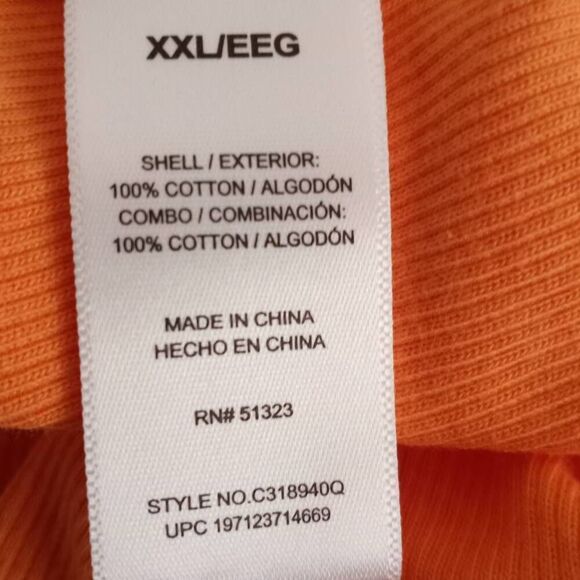 XXL/EEG
SHELL / EXTERIOR:
100% COTTON / ALGODÓN
COMBO / COMBINACIÓN:
100% COTTON / ALGODÓN
MADE IN CHINA
HECHO EN CHINA
RN# 51323
STYLE NO.C318940Q
UPC 197123714669